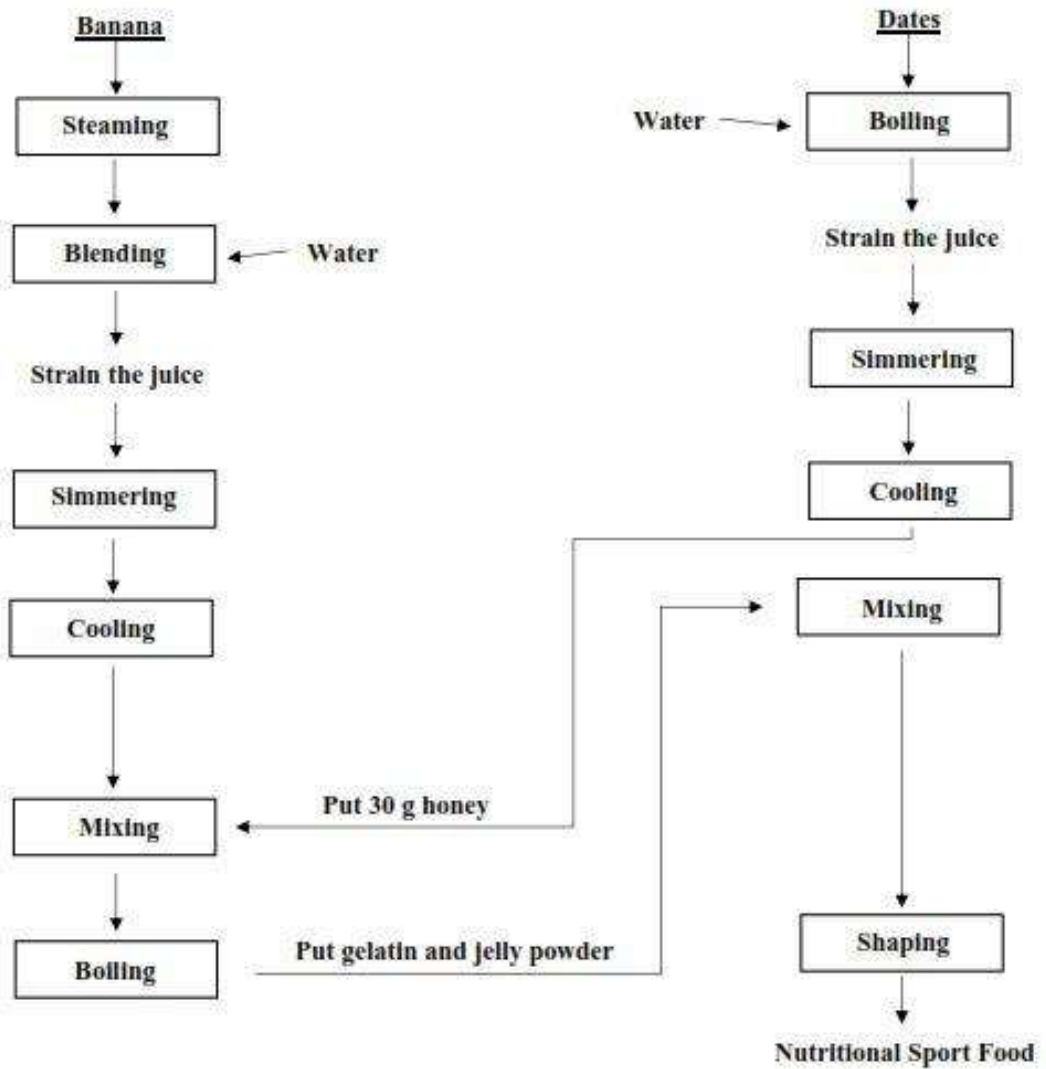 Banana
Steaming
Blending
Water
Strain the juice
Simmering
Cooling
Mixing
Boiling
Dates
Water
Boiling
Strain the juice
Simmering
Cooling
Put 30 g honey
Put gelatin and jelly powder
Mixing
Shaping
Nutritional Sport Food